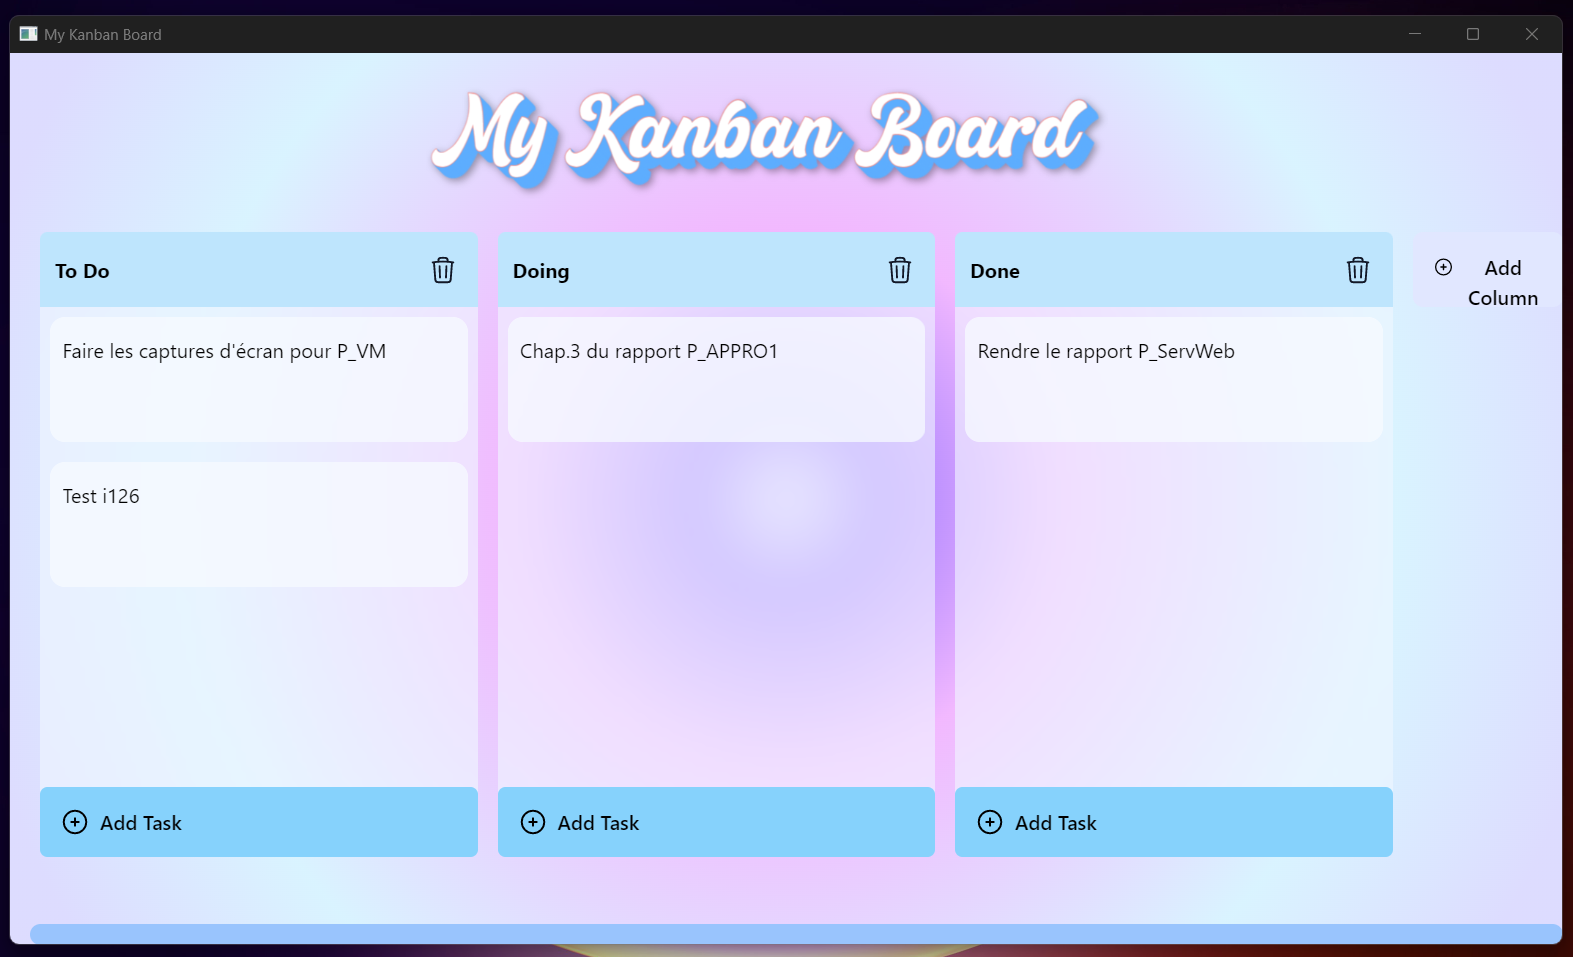 My Kanban Board
My Kanban Board
To Do
Doing
Done
Add
Column
Faire les captures d'écran pour P_VM
Chap.3 du rapport P_APPRO1
Rendre le rapport P_ServWeb
Test i126
Add Task
Add Task
Add Task